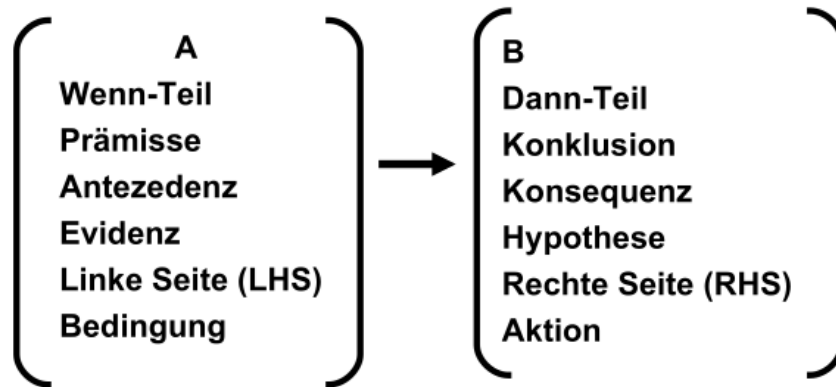 A
Wenn-Teil
Prämisse
Antezedenz
Evidenz
Linke Seite (LHS)
Bedingung
B
Dann-Teil
Konklusion
Konsequenz
Hypothese
Rechte Seite (RHS)
Aktion